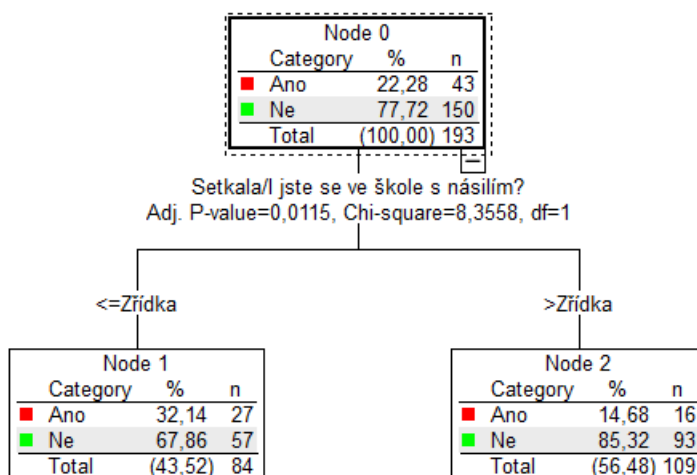 Node 0
Category % n
Ano 22,28 43
Ne 77,72 150
Total (100,00) 193
Setkala/l jste se ve škole s násilím?
Adj. P-value=0,0115, Chi-square=8,3558, df=1
<=Zřídka >Zřídka
Node 1
Category % n
Ano 32,14 27
Ne 67,86 57
Total (43,52) 84
Node 2
Category % n
Ano 14,68 16
Ne 85,32 93
Total (56,48) 109